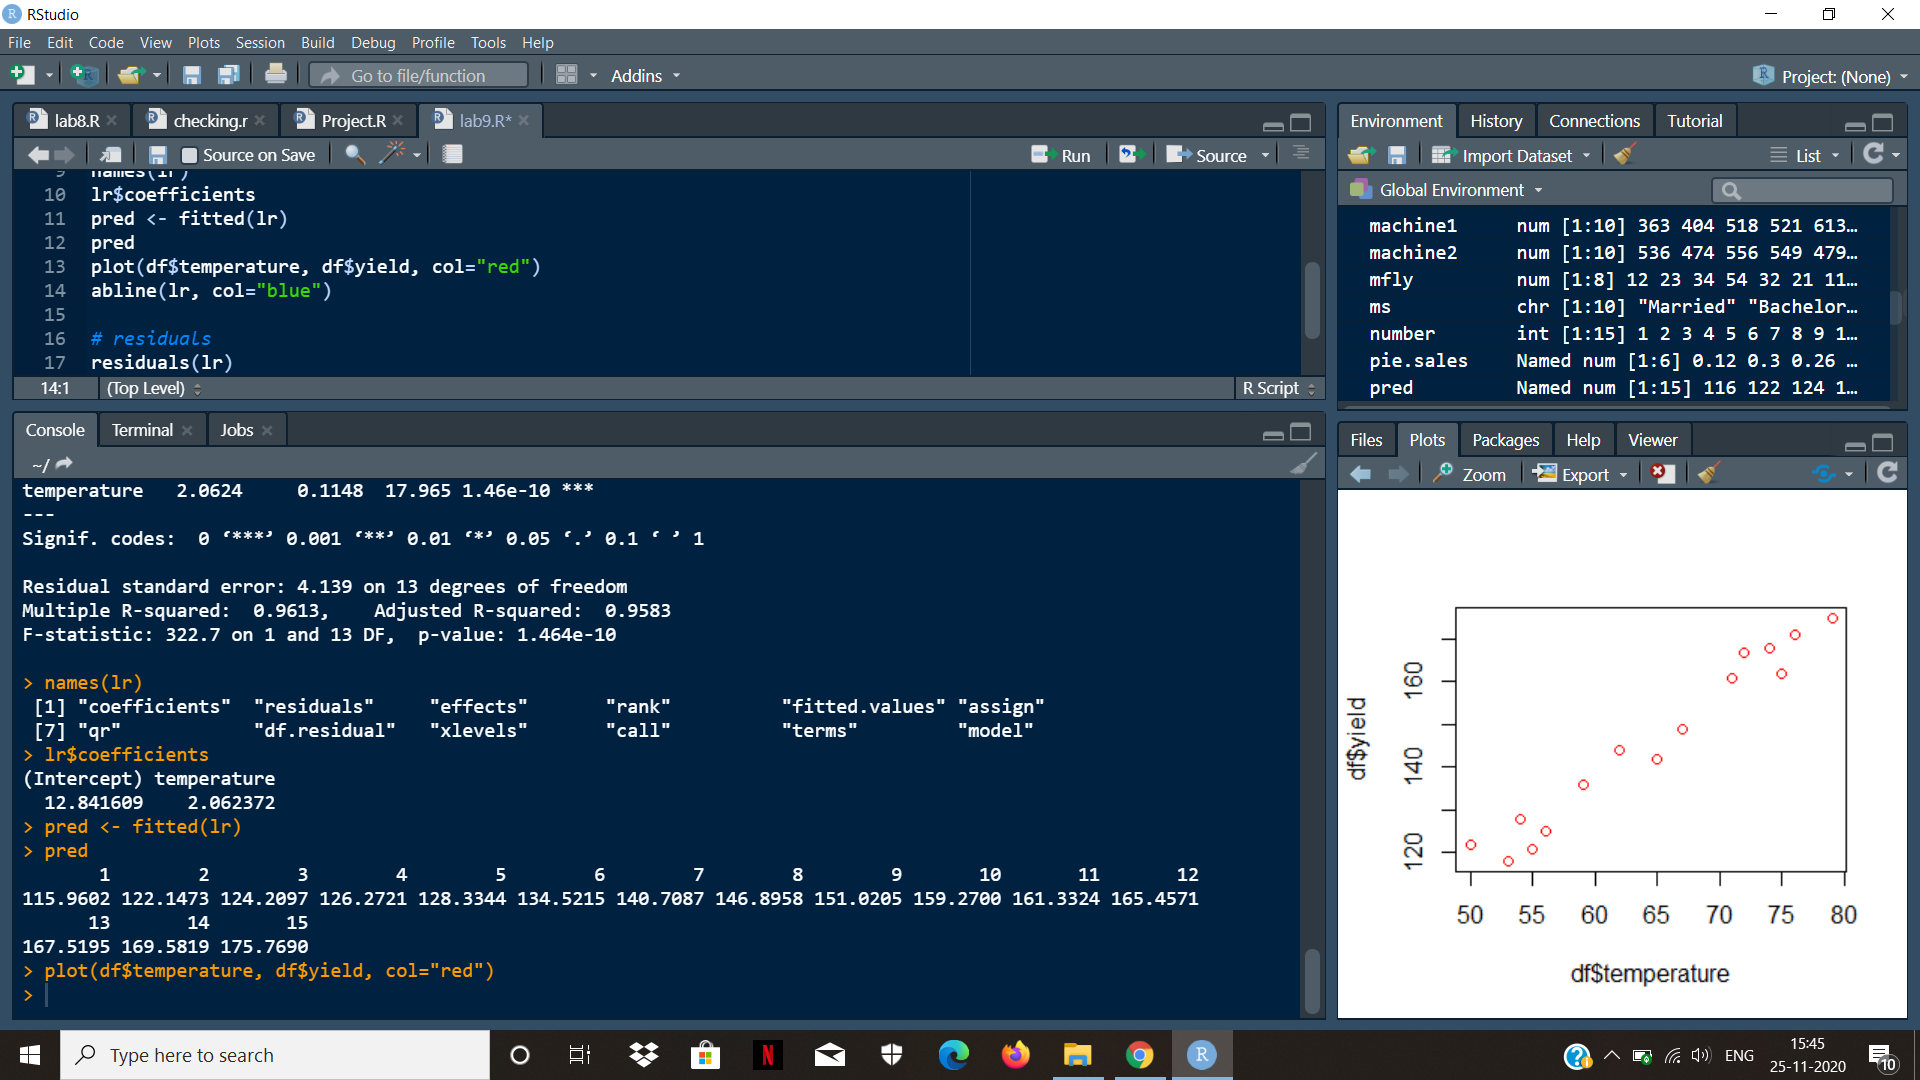 RStudio
File Edit Code View Plots Session Build Debug Profile Tools Help
Go to file/function Addins Project: (None)
lab8.R checking.r Project.R lab9.R*
Source on Save Run Source
9 names(lr)
10 lr$coefficients
11 pred <- fitted(lr)
12 pred
13 plot(df$temperature, df$yield, col="red")
14 abline(lr, col="blue")
15
16 # residuals
17 residuals(lr)
14:1 (Top Level) R Script
Console Terminal Jobs
~/
temperature   2.0624     0.1148  17.965 1.46e-10 ***
---
Signif. codes:  0 ‘***’ 0.001 ‘**’ 0.01 ‘*’ 0.05 ‘.’ 0.1 ‘ ’ 1
Residual standard error: 4.139 on 13 degrees of freedom
Multiple R-squared:  0.9613,    Adjusted R-squared:  0.9583
F-statistic: 322.7 on 1 and 13 DF,  p-value: 1.464e-10
> names(lr)
[1] "coefficients"  "residuals"     "effects"       "rank"          "fitted.values" "assign"
[7] "qr"            "df.residual"   "xlevels"       "call"          "terms"         "model"
> lr$coefficients
(Intercept) temperature
12.841609    2.062372
> pred <- fitted(lr)
> pred
1 2 3 4 5 6 7 8 9 10 11 12
115.9602 122.1473 124.2097 126.2721 128.3344 134.5215 140.7087 146.8958 151.0205 159.2700 161.3324 165.4571
13 14 15
167.5195 169.5819 175.7690
> plot(df$temperature, df$yield, col="red")
>
Environment History Connections Tutorial
Import Dataset List
Global Environment
machine1 num [1:10] 363 404 518 521 613…
machine2 num [1:10] 536 474 556 549 479…
mfly num [1:8] 12 23 34 54 32 21 11…
ms chr [1:10] "Married" "Bachelor…
number int [1:15] 1 2 3 4 5 6 7 8 9 1…
pie.sales Named num [1:6] 0.12 0.3 0.26 …
pred Named num [1:15] 116 122 124 1…
Files Plots Packages Help Viewer
Zoom Export
df$yield
160
140
120
50 55 60 65 70 75 80
df$temperature
Type here to search
ENG
15:45
25-11-2020
10